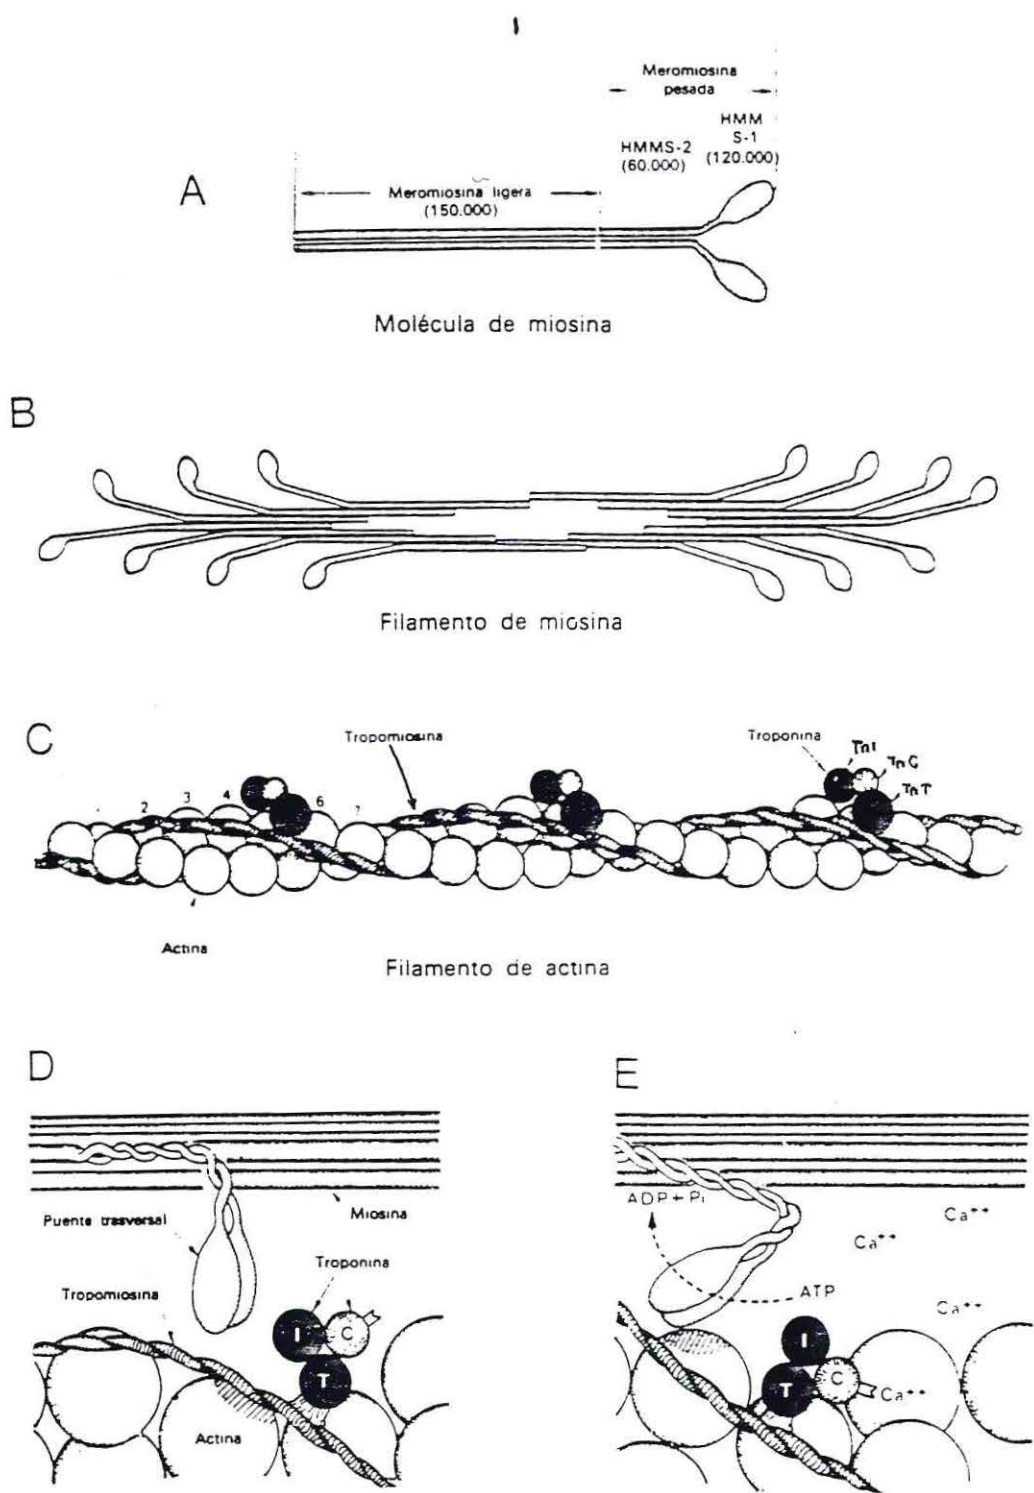 Meromiosina
pesada
HMM
S-1
(120.000)
HMMS-2
(60.000)
A
Meromiosina ligera
(150.000)
Molécula de miosina
B
Filamento de miosina
C
Tropomiosina
Troponina
TnI
TnC
TnT
2 3 4 6 7
Actina
Filamento de actina
D
Puente trasversal
Miosina
Tropomiosina
Troponina
I C
T
Actina
E
ADP + Pi
Ca++
Ca++
ATP
Ca++
I
T C
Ca++